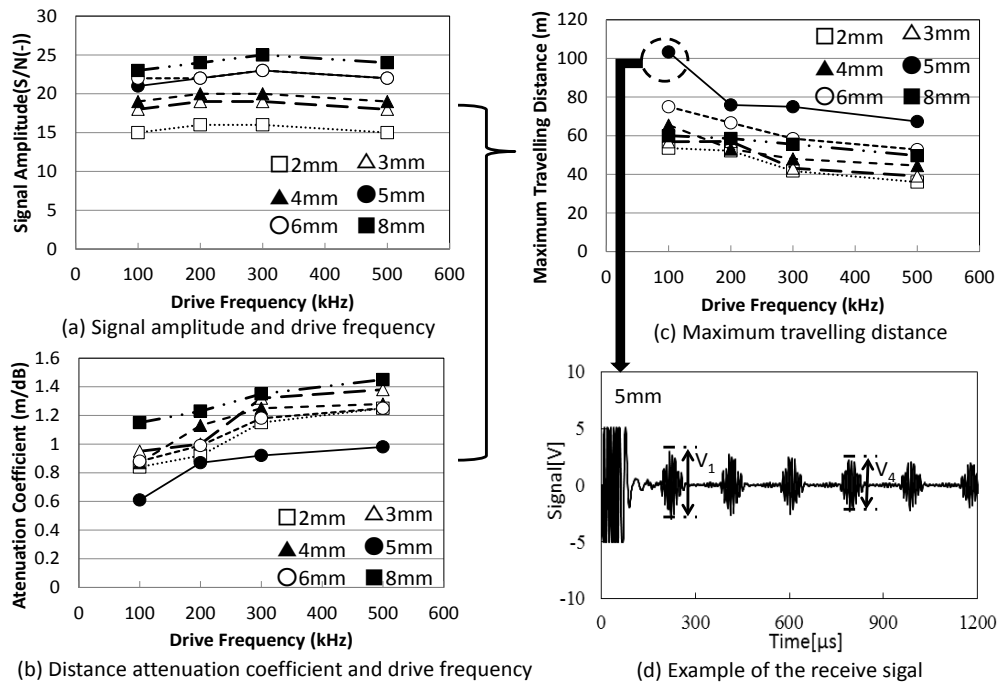 Signal Amplitude(S/N(-))
30
25
20
15
10
5
0
2mm
3mm
4mm
5mm
6mm
8mm
0 100 200 300 400 500 600
Drive Frequency (kHz)
(a) Signal amplitude and drive frequency
Atenuation Coefficient (m/dB)
1.6
1.4
1.2
1
0.8
0.6
0.4
0.2
0
2mm
3mm
4mm
5mm
6mm
8mm
0 100 200 300 400 500 600
Drive Frequency (kHz)
(b) Distance attenuation coefficient and drive frequency
Maximum Travelling Distance (m)
120
100
80
60
40
20
0
2mm
3mm
4mm
5mm
6mm
8mm
0 100 200 300 400 500 600
Drive Frequency (kHz)
(c) Maximum travelling distance
Signal[V]
10
5
0
-5
-10
5mm
V1
V4
0 300 600 900 1200
Time[μs]
(d) Example of the receive sigal